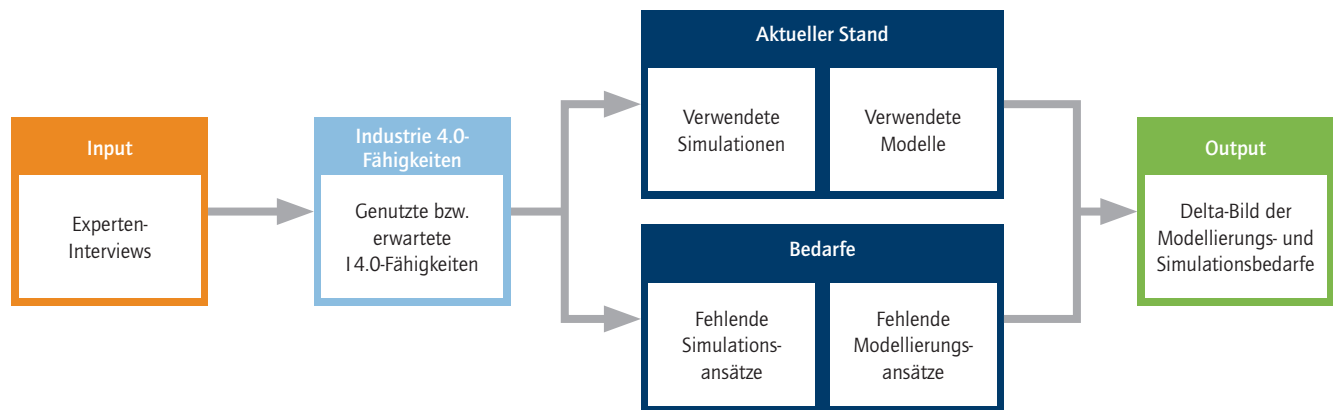 Input
Experten-
Interviews
Industrie 4.0-
Fähigkeiten
Genutzte bzw.
erwartete
I 4.0-Fähigkeiten
Aktueller Stand
Verwendete
Simulationen
Verwendete
Modelle
Bedarfe
Fehlende
Simulations-
ansätze
Fehlende
Modellierungs-
ansätze
Output
Delta-Bild der
Modellierungs- und
Simulationsbedarfe